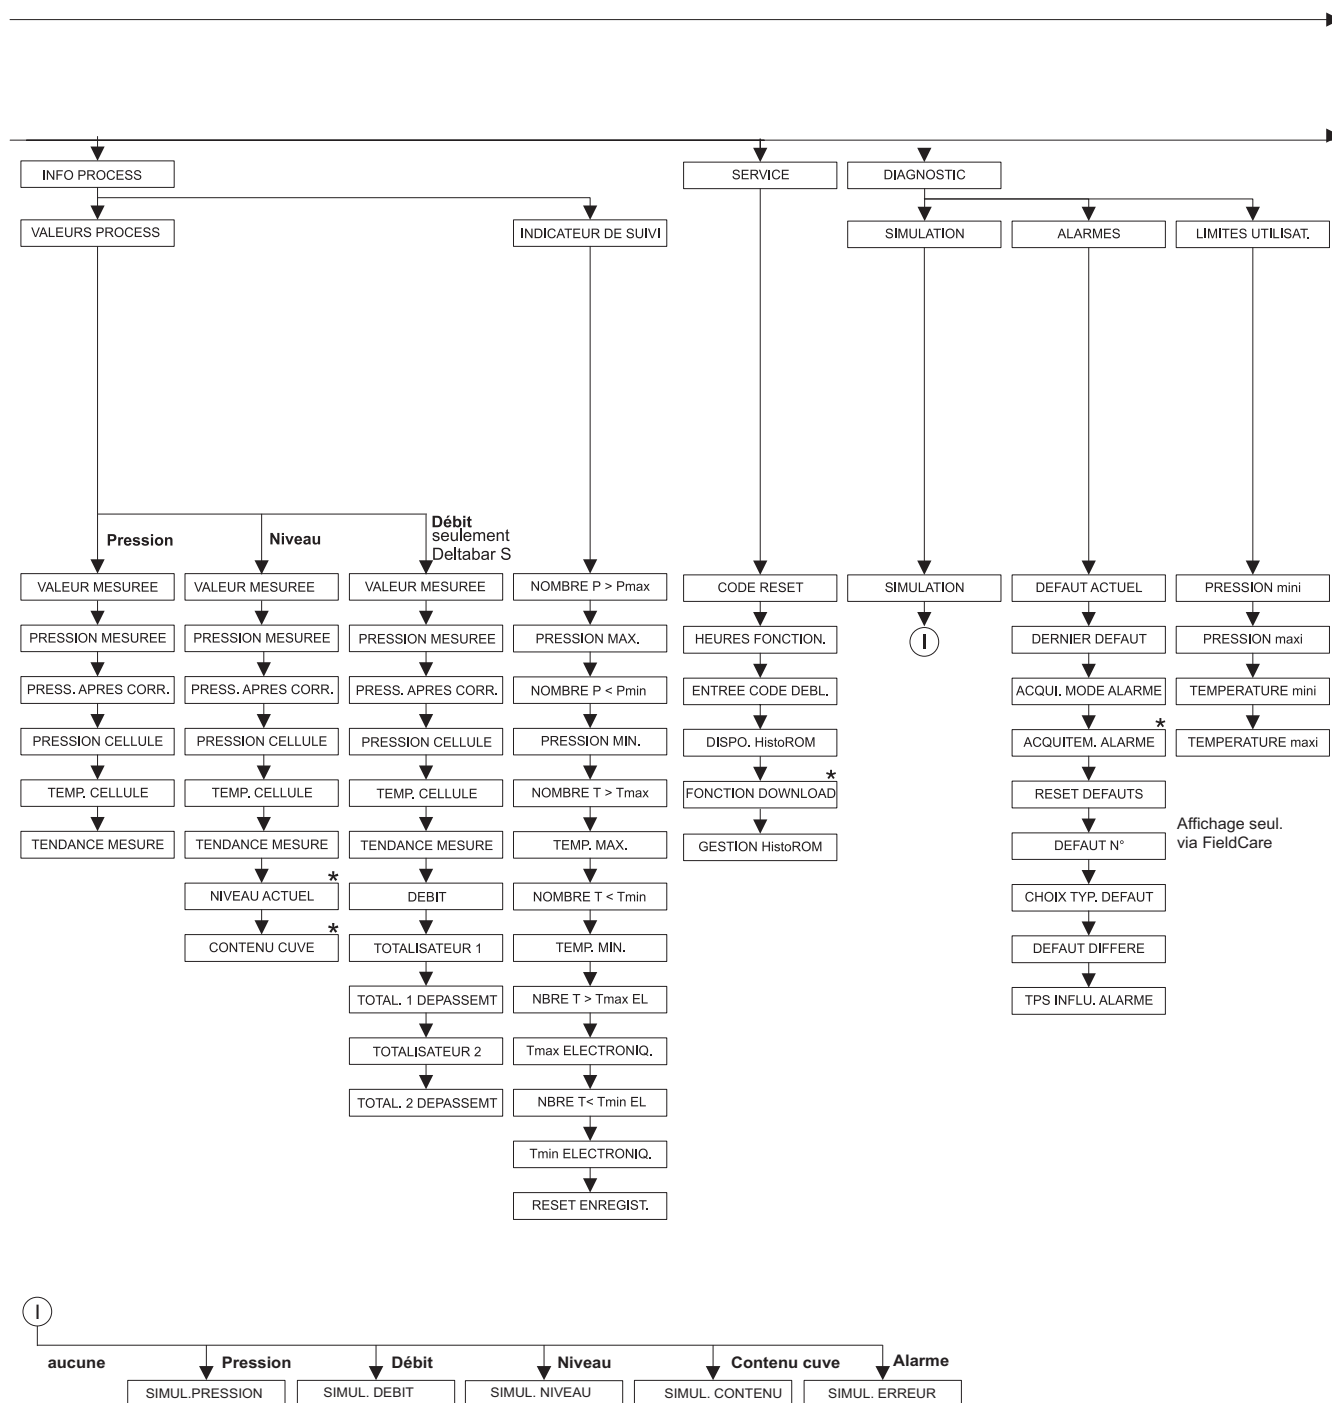 INFO PROCESS
SERVICE
DIAGNOSTIC
VALEURS PROCESS
INDICATEUR DE SUIVI
SIMULATION
ALARMES
LIMITES UTILISAT.
Pression
Niveau
Débit
seulement
Deltabar S
VALEUR MESUREE
PRESSION MESUREE
PRESS. APRES CORR.
PRESSION CELLULE
TEMP. CELLULE
TENDANCE MESURE
VALEUR MESUREE
PRESSION MESUREE
PRESS. APRES CORR.
PRESSION CELLULE
TEMP. CELLULE
TENDANCE MESURE
*
NIVEAU ACTUEL
*
CONTENU CUVE
VALEUR MESUREE
PRESSION MESUREE
PRESS. APRES CORR.
PRESSION CELLULE
TEMP. CELLULE
TENDANCE MESURE
DEBIT
TOTALISATEUR 1
TOTAL. 1 DEPASSEMT
TOTALISATEUR 2
TOTAL. 2 DEPASSEMT
NOMBRE P > Pmax
PRESSION MAX.
NOMBRE P < Pmin
PRESSION MIN.
NOMBRE T > Tmax
TEMP. MAX.
NOMBRE T < Tmin
TEMP. MIN.
NBRE T > Tmax EL
Tmax ELECTRONIQ.
NBRE T< Tmin EL
Tmin ELECTRONIQ.
RESET ENREGIST.
CODE RESET
HEURES FONCTION.
ENTREE CODE DEBL.
DISPO. HistoROM
*
FONCTION DOWNLOAD
GESTION HistoROM
SIMULATION
I
DEFAUT ACTUEL
DERNIER DEFAUT
ACQUI. MODE ALARME
*
ACQUITEM. ALARME
RESET DEFAUTS
DEFAUT N°
CHOIX TYP. DEFAUT
DEFAUT DIFFERE
TPS INFLU. ALARME
PRESSION mini
PRESSION maxi
TEMPERATURE mini
TEMPERATURE maxi
Affichage seul.
via FieldCare
I
aucune
Pression
Débit
Niveau
Contenu cuve
Alarme
SIMUL.PRESSION
SIMUL. DEBIT
SIMUL. NIVEAU
SIMUL. CONTENU
SIMUL. ERREUR